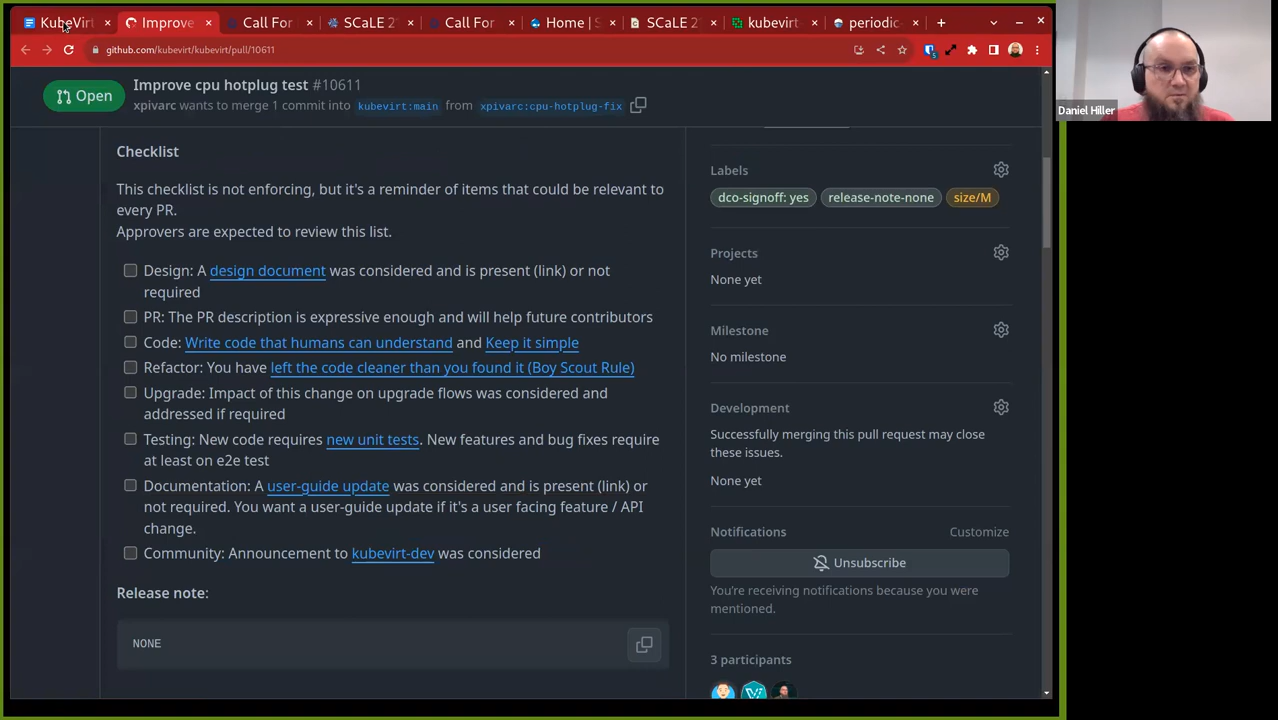 KubeVirt
Improve
Call For
SCaLE 2
Call For
Home | S
SCaLE 2
kubevirt-
periodic-
github.com/kubevirt/kubevirt/pull/10611
Open
Improve cpu hotplug test #10611
xpivarc wants to merge 1 commit into kubevirt:main from xpivarc:cpu-hotplug-fix
Checklist
This checklist is not enforcing, but it's a reminder of items that could be relevant to
every PR.
Approvers are expected to review this list.
Design: A design document was considered and is present (link) or not
required
PR: The PR description is expressive enough and will help future contributors
Code: Write code that humans can understand and Keep it simple
Refactor: You have left the code cleaner than you found it (Boy Scout Rule)
Upgrade: Impact of this change on upgrade flows was considered and
addressed if required
Testing: New code requires new unit tests. New features and bug fixes require
at least on e2e test
Documentation: A user-guide update was considered and is present (link) or
not required. You want a user-guide update if it's a user facing feature / API
change.
Community: Announcement to kubevirt-dev was considered
Release note:
NONE
Labels
dco-signoff: yes
release-note-none
size/M
Projects
None yet
Milestone
No milestone
Development
Successfully merging this pull request may close
these issues.
None yet
Notifications
Customize
Unsubscribe
You're receiving notifications because you were
mentioned.
3 participants
Daniel Hiller